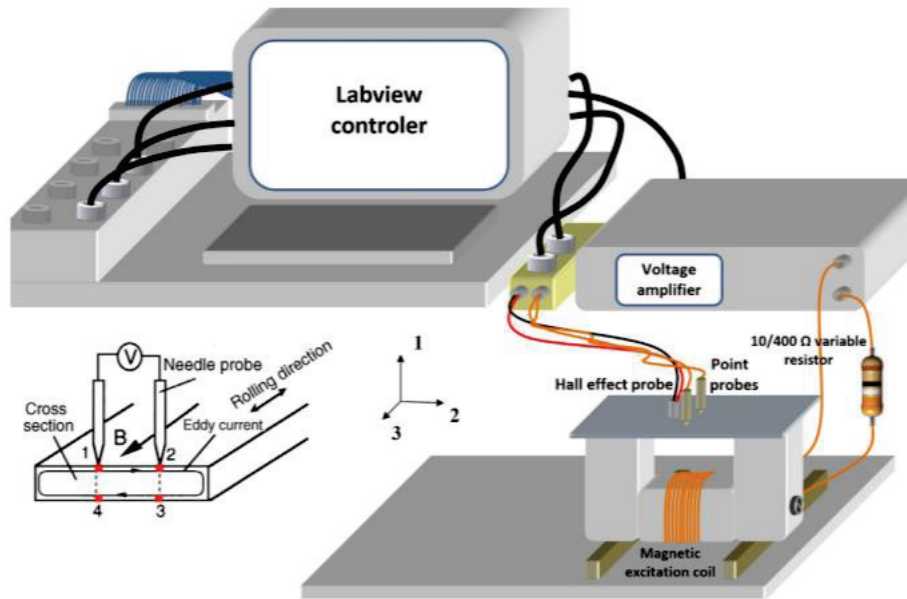 Labview
controler
Voltage
amplifier
10/400 Ω variable
resistor
Point
probes
Hall effect probe
Magnetic
excitation coil
1
2
3
V
Needle probe
Rolling direction
Cross
section
Eddy current
B
1
2
4
3